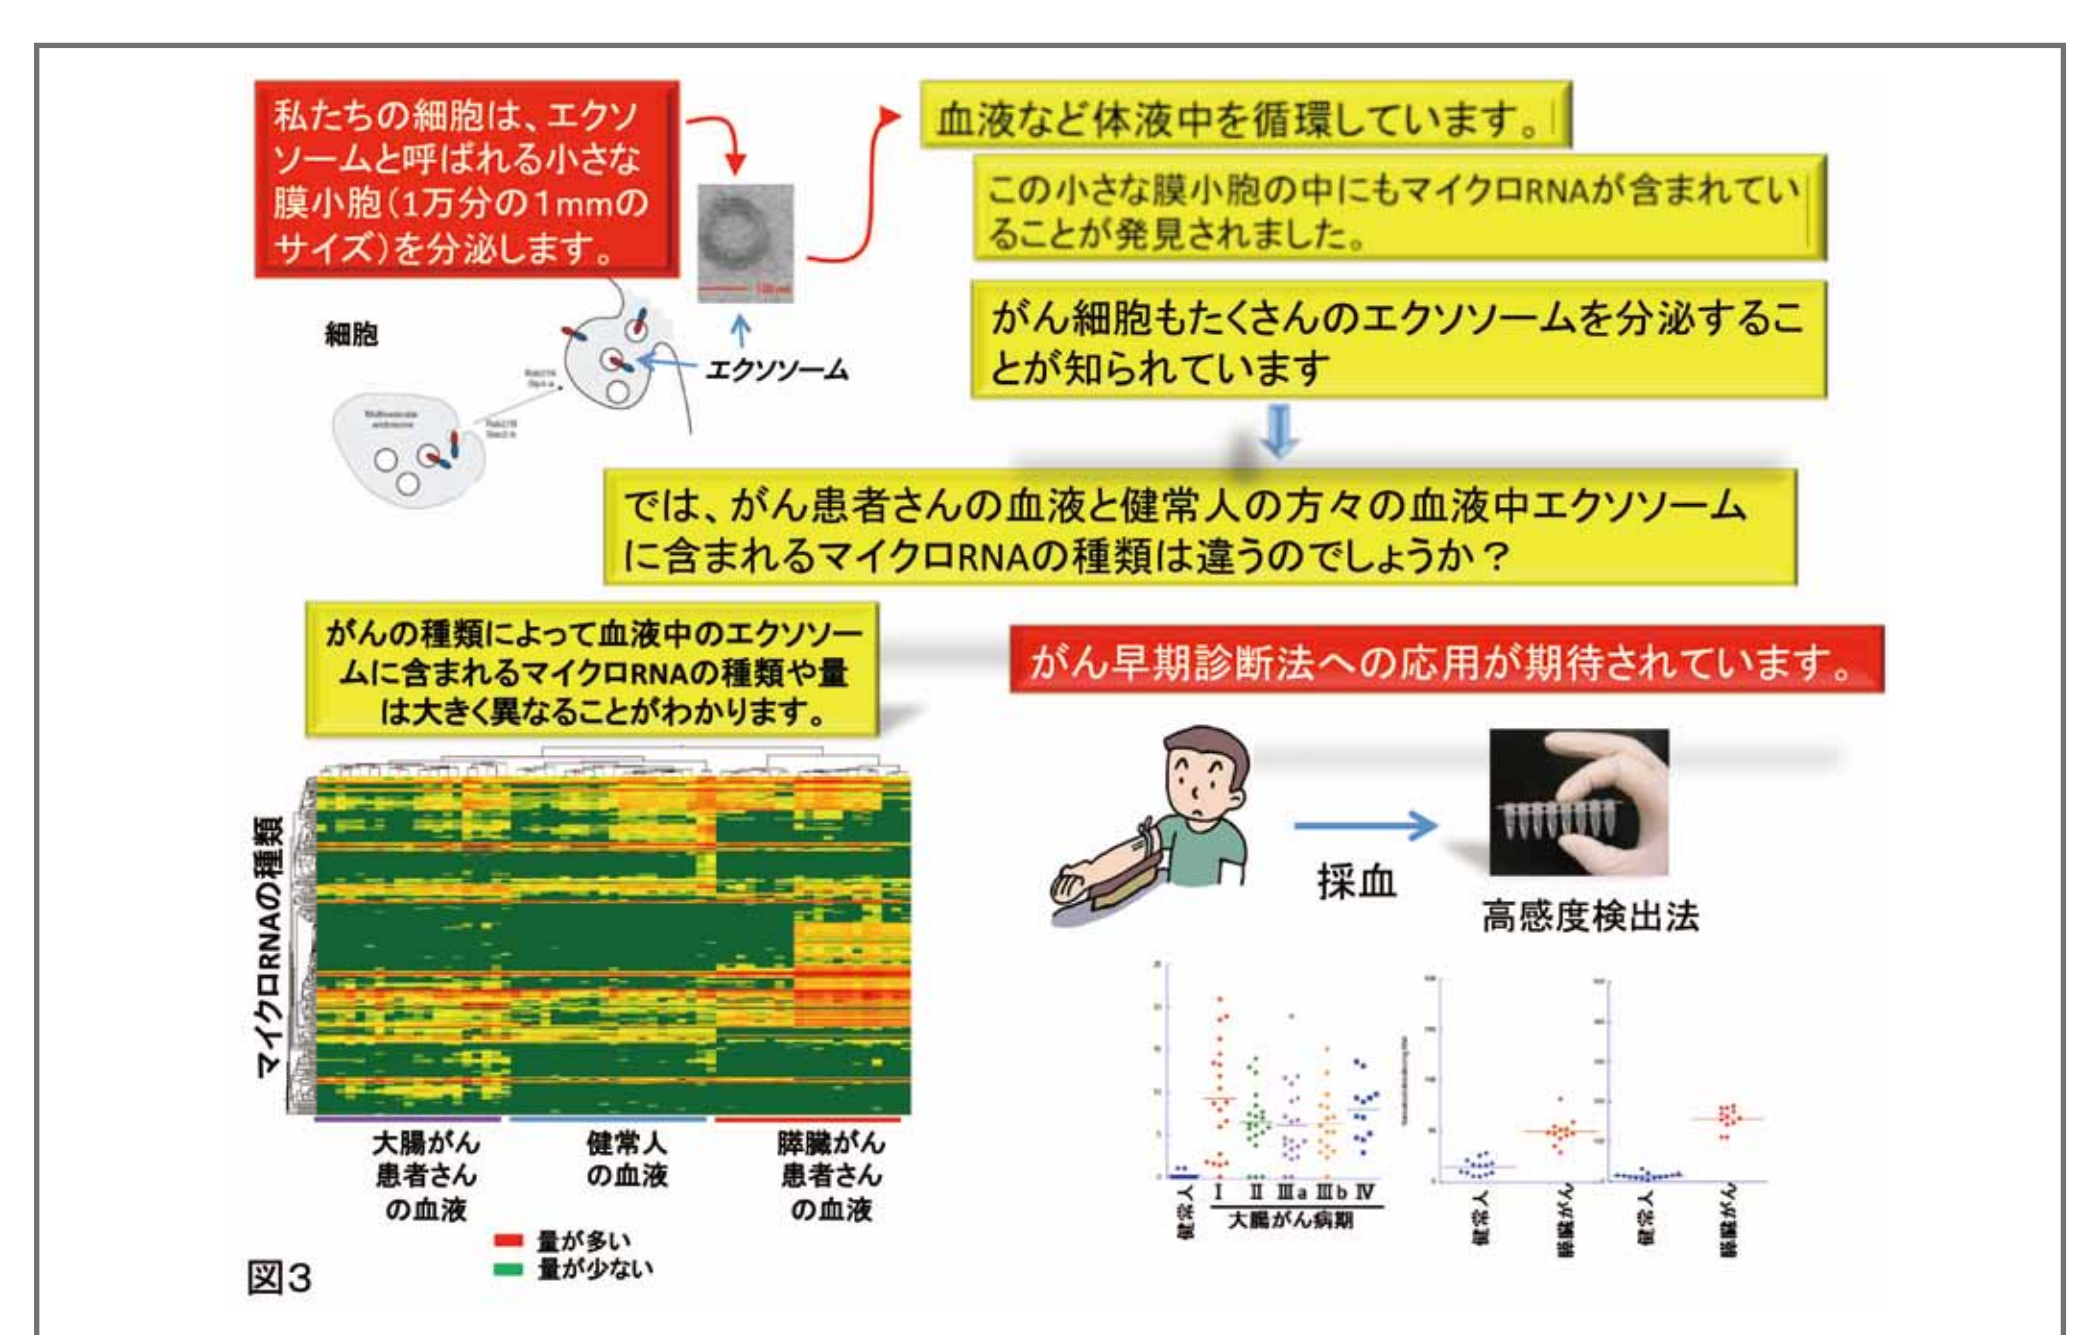 私たちの細胞は、エクソ
ソームと呼ばれる小さな
膜小胞(1万分の1mmの
サイズ)を分泌します。
血液など体液中を循環しています。
この小さな膜小胞の中にもマイクロRNAが含まれてい
ることが発見されました。
がん細胞もたくさんのエクソソームを分泌するこ
とが知られています
細胞
エクソソーム
では、がん患者さんの血液と健常人の方々の血液中エクソソーム
に含まれるマイクロRNAの種類は違うのでしょうか？
がんの種類によって血液中のエクソソー
ムに含まれるマイクロRNAの種類や量
は大きく異なることがわかります。
マイクロRNAの種類
大腸がん
患者さん
の血液
健常人
の血液
膵臓がん
患者さん
の血液
量が多い
量が少ない
図3
がん早期診断法への応用が期待されています。
採血
高感度検出法
健常人
I II IIIa IIIb IV
大腸がん病期
健常人
膵臓がん
健常人
膵臓がん